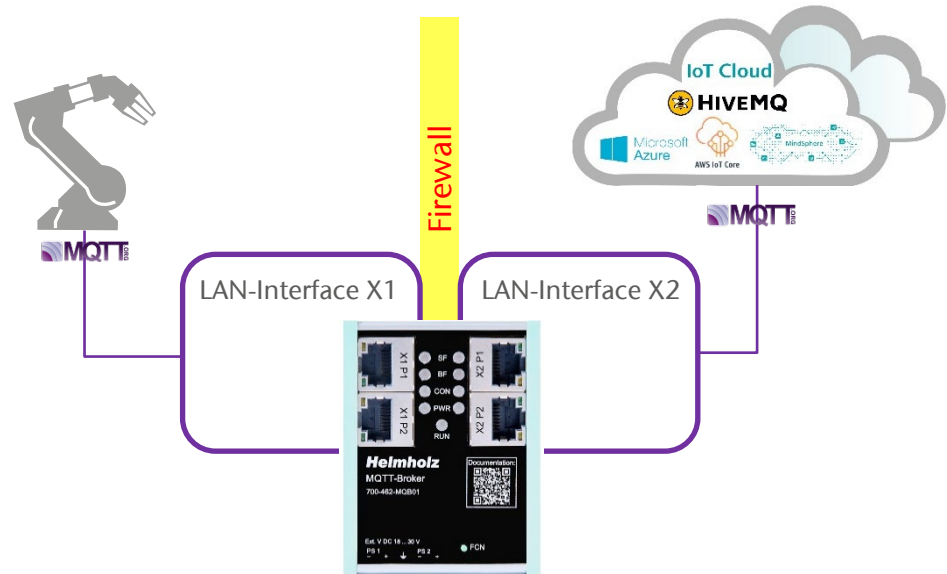 IoT Cloud
HIVEMQ
Microsoft
Azure
AWS IoT Core
MindSphere
MQTT.ORG
MQTT.ORG
Firewall
LAN-Interface X1
LAN-Interface X2
X1 P1
X1 P2
SF
BF
CON
PWR
RUN
X2 P1
X2 P2
Helmholz
MQTT-Broker
700-462-MQB01
Documentation:
Ext. V DC 18 ... 30 V
PS 1 PS 2
- + - +
FCN